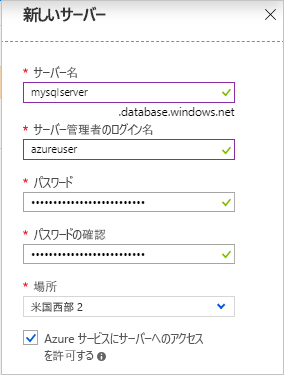 新しいサーバー
* サーバー名
mysqlserver
.database.windows.net
* サーバー管理者のログイン名
azureuser
* パスワード
••••••••••••••••••••••••••
* パスワードの確認
••••••••••••••••••••••••••
* 場所
米国西部 2
Azure サービスにサーバーへのアクセス
を許可する